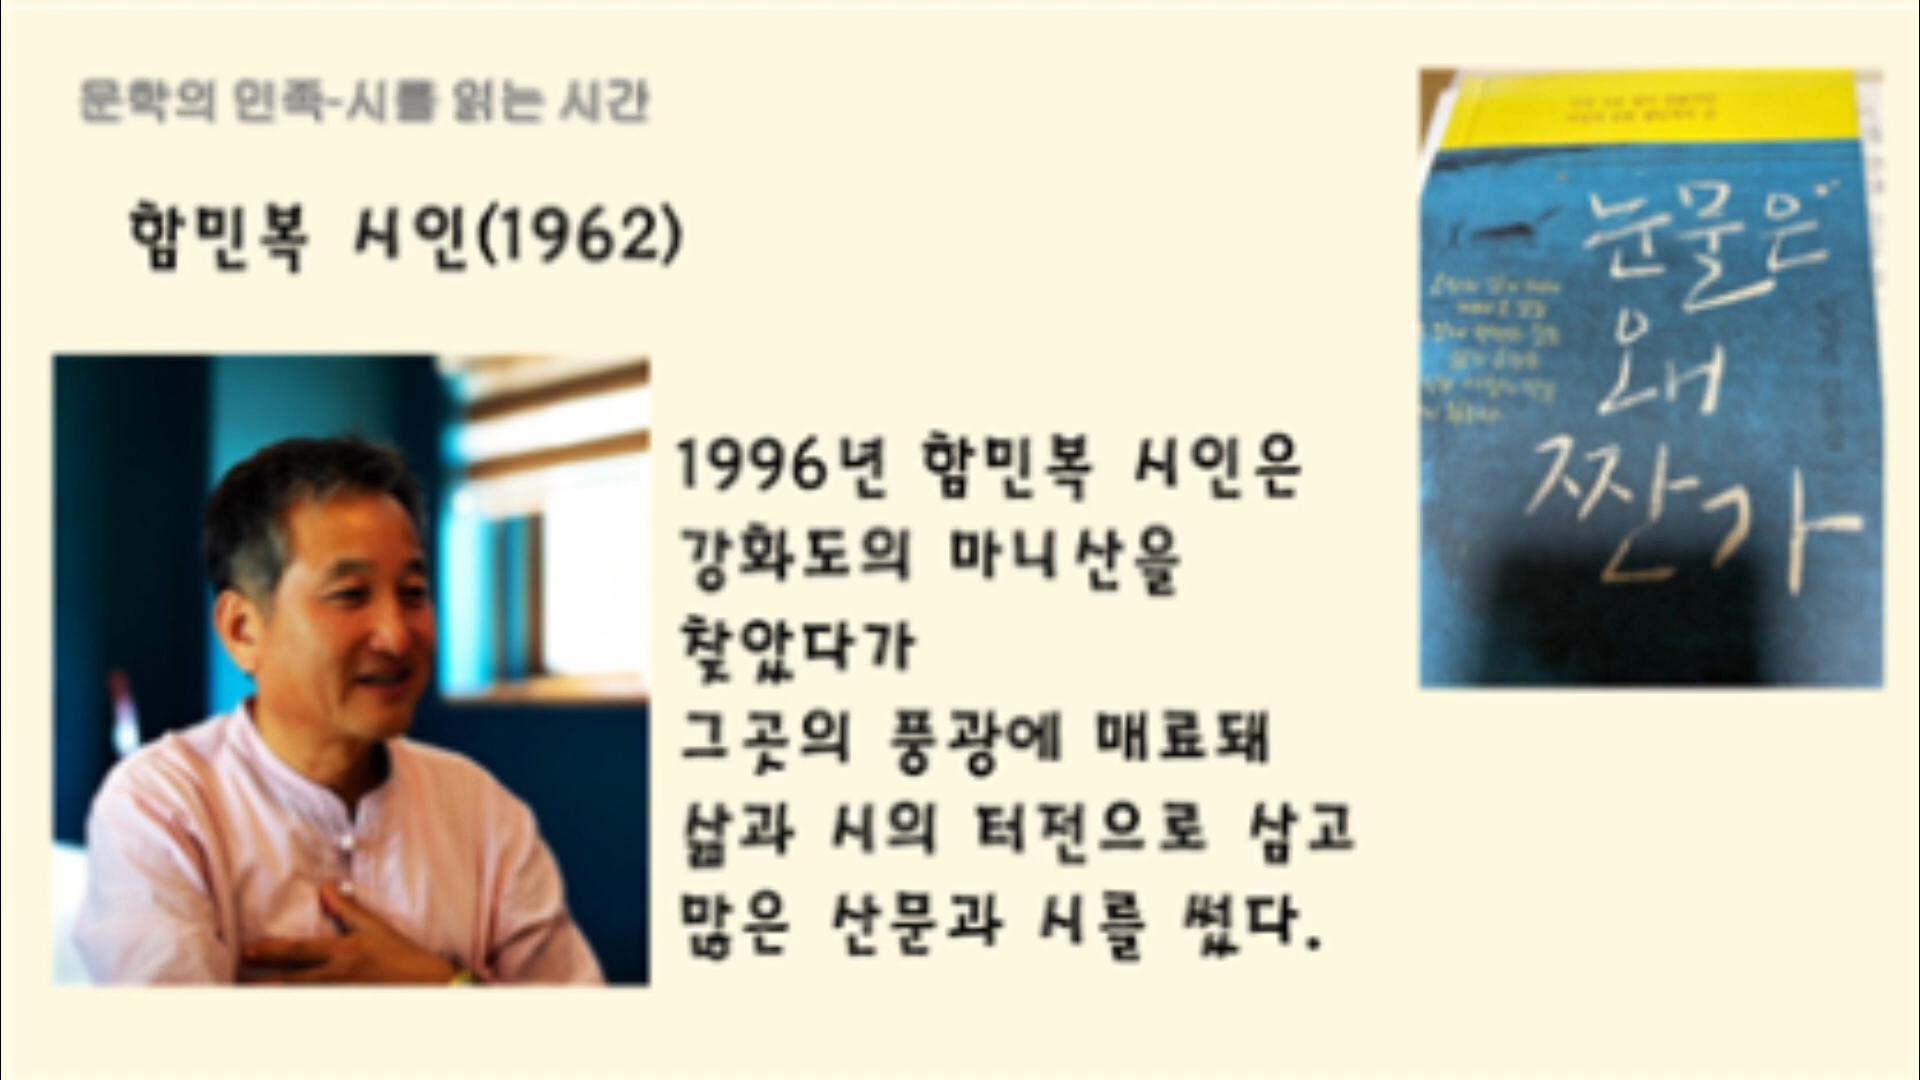 문학의 민족-시를 읽는 시간
함민복 시인(1962)
1996년 함민복 시인은
강화도의 마니산을
찾았다가
그곳의 풍광에 매료돼
삶과 시의 터전으로 삼고
많은 산문과 시를 썼다.
눈물은
왜
짠가